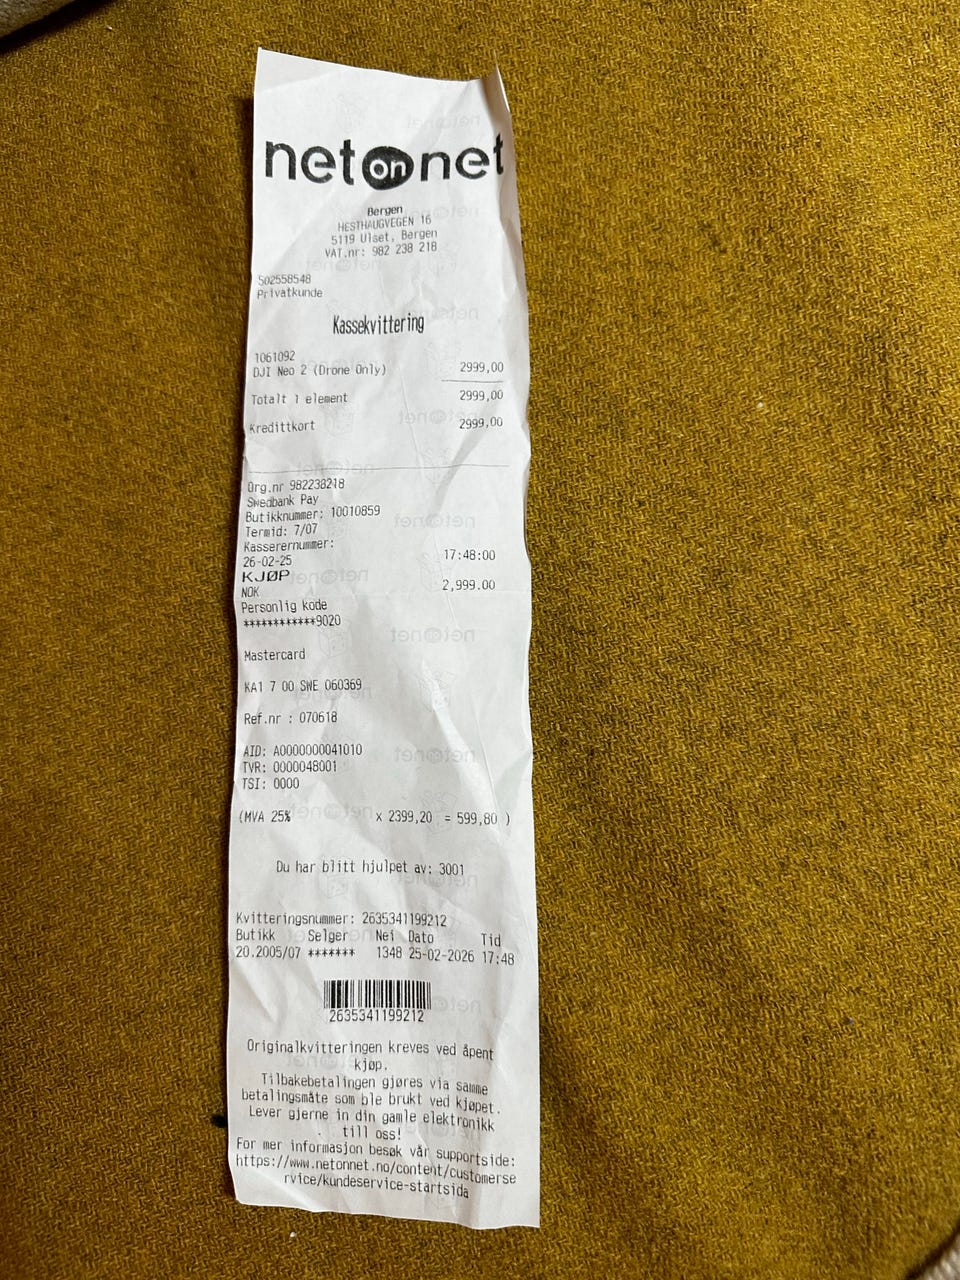 netonnet
Bergen
HESTHAUGVEGEN 16
5119 Ulset, Bergen
VAT.nr: 982 238 218
S02558548
Privatkunde
Kassekvittering
1061092
DJI Neo 2 (Drone Only) 2999,00
Totalt 1 element 2999,00
Kredittkort 2999,00
Org.nr 982238218
Swedbank Pay
Butikknummer: 10010859
Termid: 7/07
Kasserernummer:
26-02-25 17:48:00
KJØP
NOK 2,999.00
Personlig kode
************9020
Mastercard
KA1 7 00 SWE 060369
Ref.nr : 070618
AID: A0000000041010
TVR: 0000048001
TSI: 0000
(MVA 25% x 2399,20 = 599,80 )
Du har blitt hjulpet av: 3001
Kvitteringsnummer: 2635341199212
Butikk Selger Nei Dato Tid
20.2005/07 ******* 1348 25-02-2026 17:48
2635341199212
Originalkvitteringen kreves ved åpent
kjøp.
Tilbakebetalingen gjøres via samme
betalingsmåte som ble brukt ved kjøpet.
Lever gjerne in din gamle elektronikk
till oss!
For mer informasjon besøk vår supportside:
https://www.netonnet.no/content/customerse
rvice/kundeservice-startsida